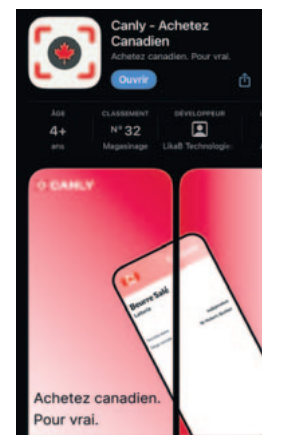 Canly - Achetez
Canadien
Achetez canadien. Pour vrai.
Ouvrir
ÂGE
CLASSEMENT
DÉVELOPPEUR
4+
N° 32
ans
Magasinage
LikaB Technologie
CANLY
Beurre Salé
Achetez canadien.
Pour vrai.